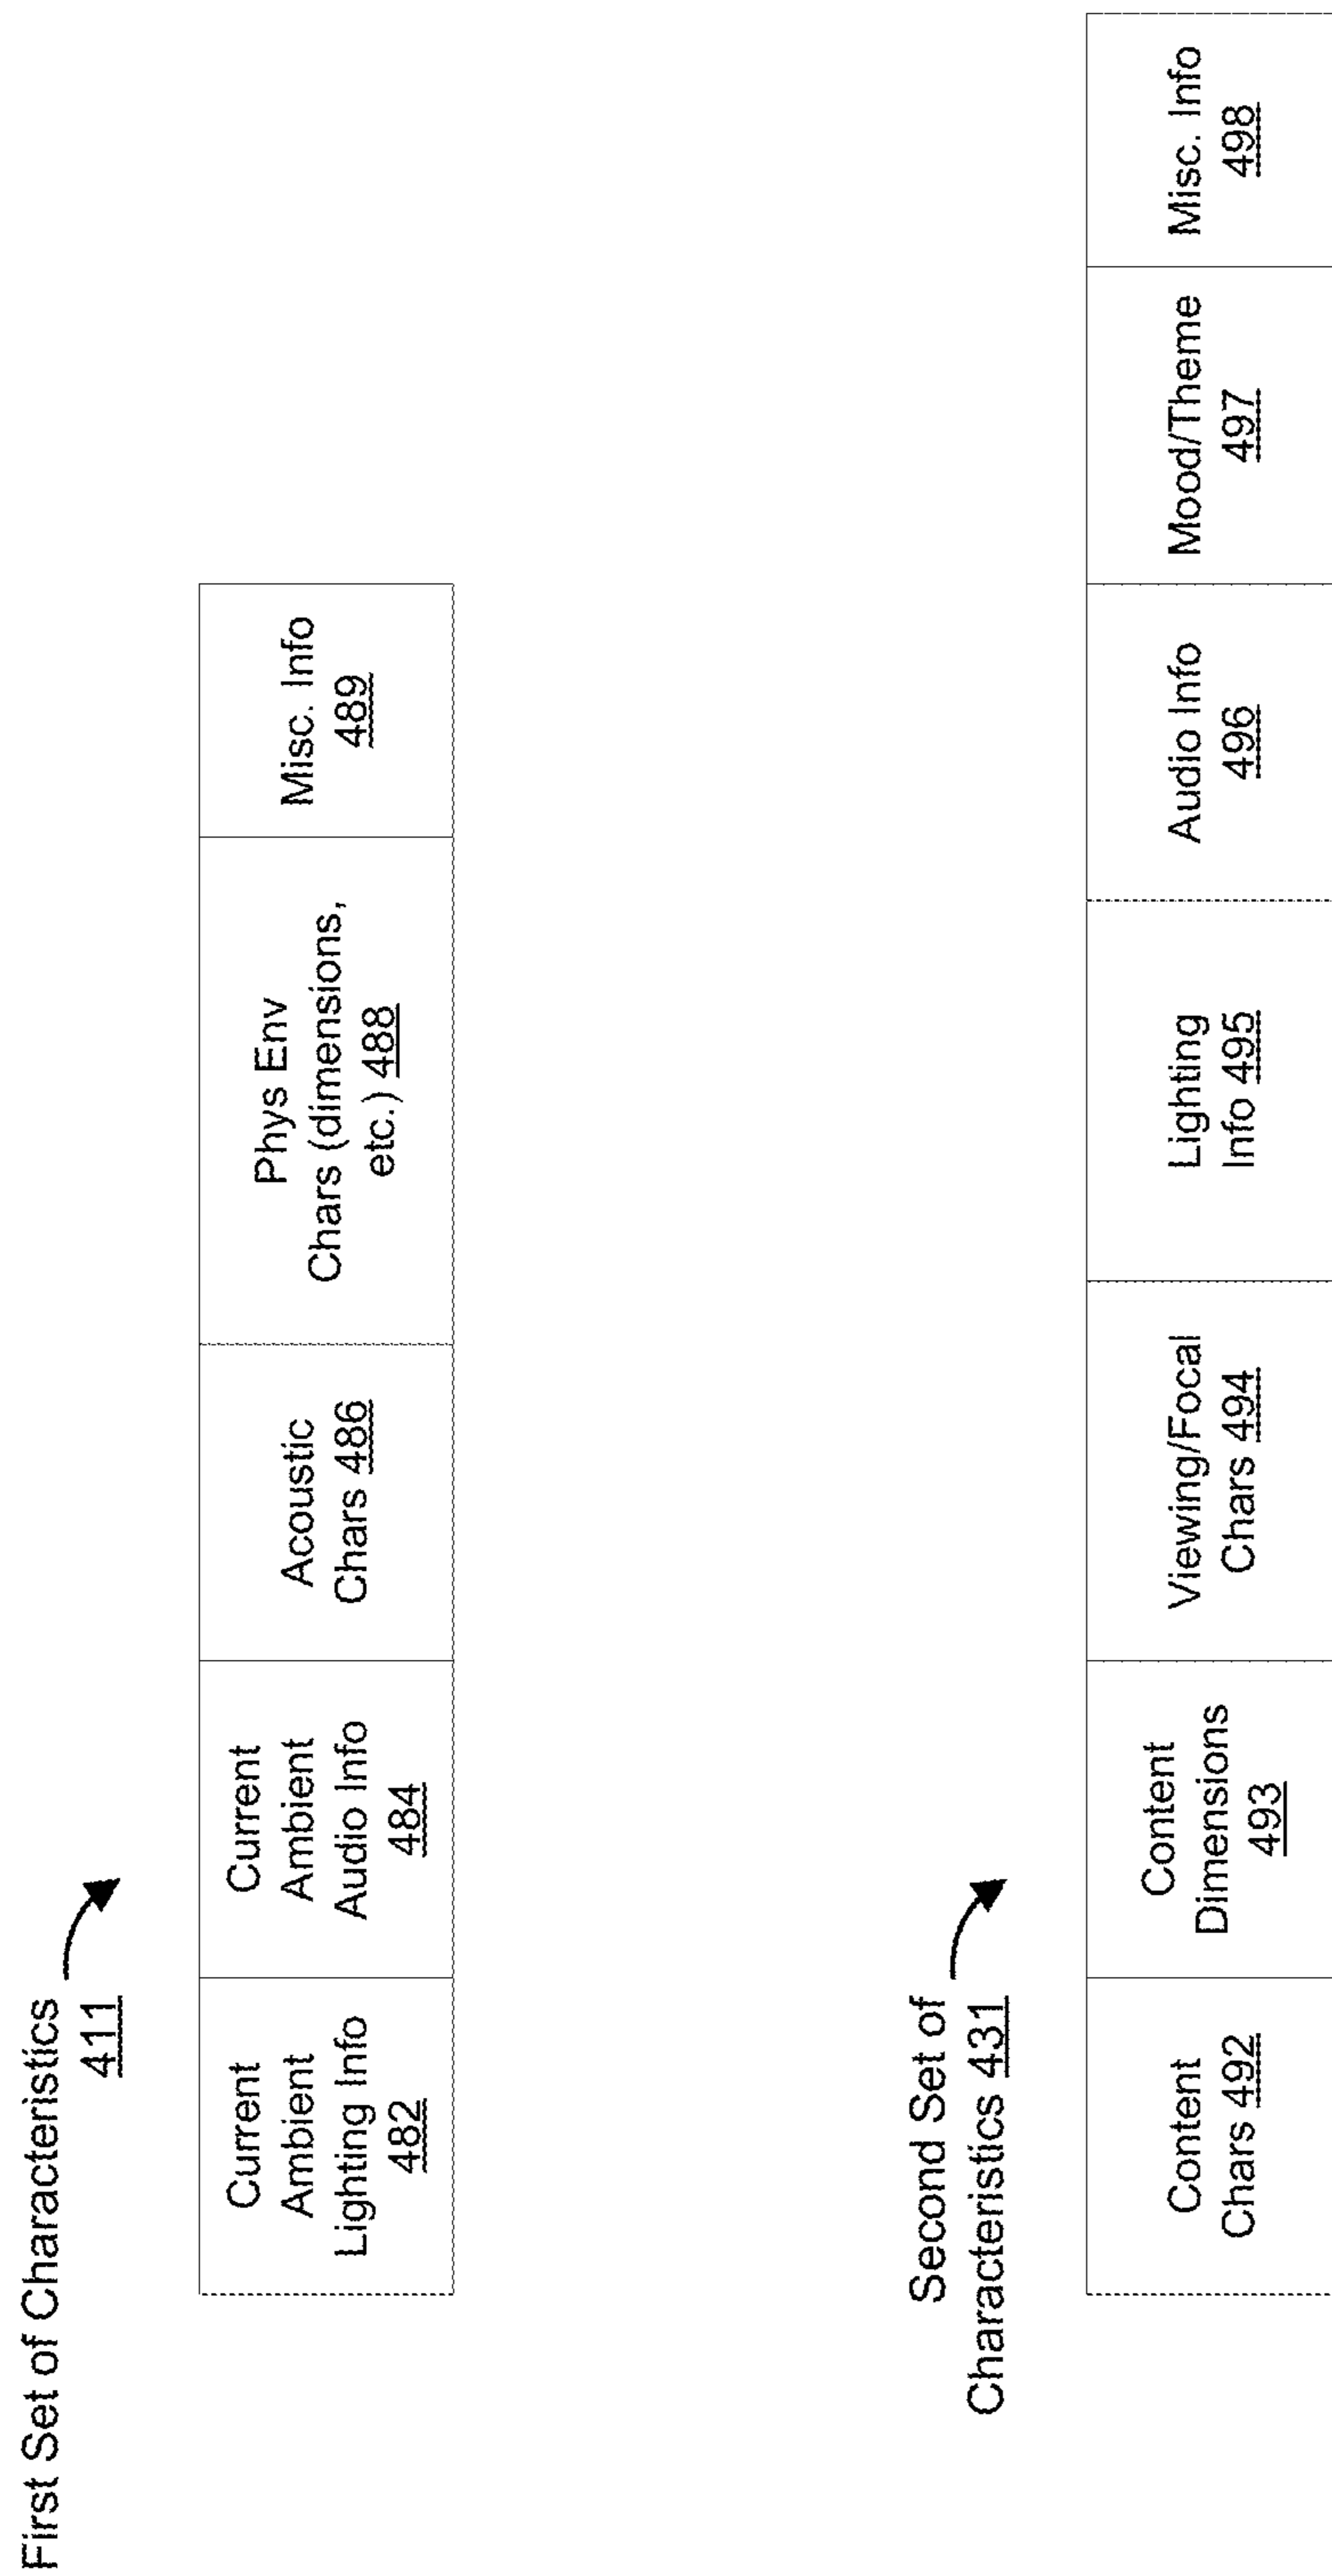 First Set of Characteristics
411
Current
Ambient
Lighting Info
482
Current
Ambient
Audio Info
484
Acoustic
Chars 486
Phys Env
Chars (dimensions,
etc.) 488
Misc. Info
489
Second Set of
Characteristics 431
Content
Chars 492
Content
Dimensions
493
Viewing/Focal
Chars 494
Lighting
Info 495
Audio Info
496
Mood/Theme
497
Misc. Info
498